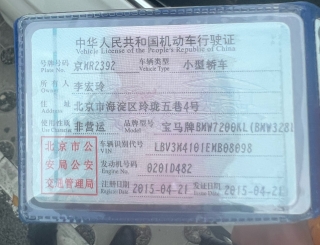 中华人民共和国机动车行驶证
Vehicle License of the People's Republic of China
号牌号码 京MR2392 车辆类型 小型轿车
Plate No. Vehicle Type
所有人 李宏玲
Owner
住址 北京市海淀区玲珑五巷4号
Address
使用性质 非营运 品牌型号 宝马牌BMW7200KL(BMW328L
Use Character Model
北京市公 车辆识别代号 LBV3M4101EMB08098
VIN
安局公安 发动机号码 0201D482
Engine No.
交通管理局 注册日期 2015-04-21 发证日期 2015-04-21
Register Date Issue Date